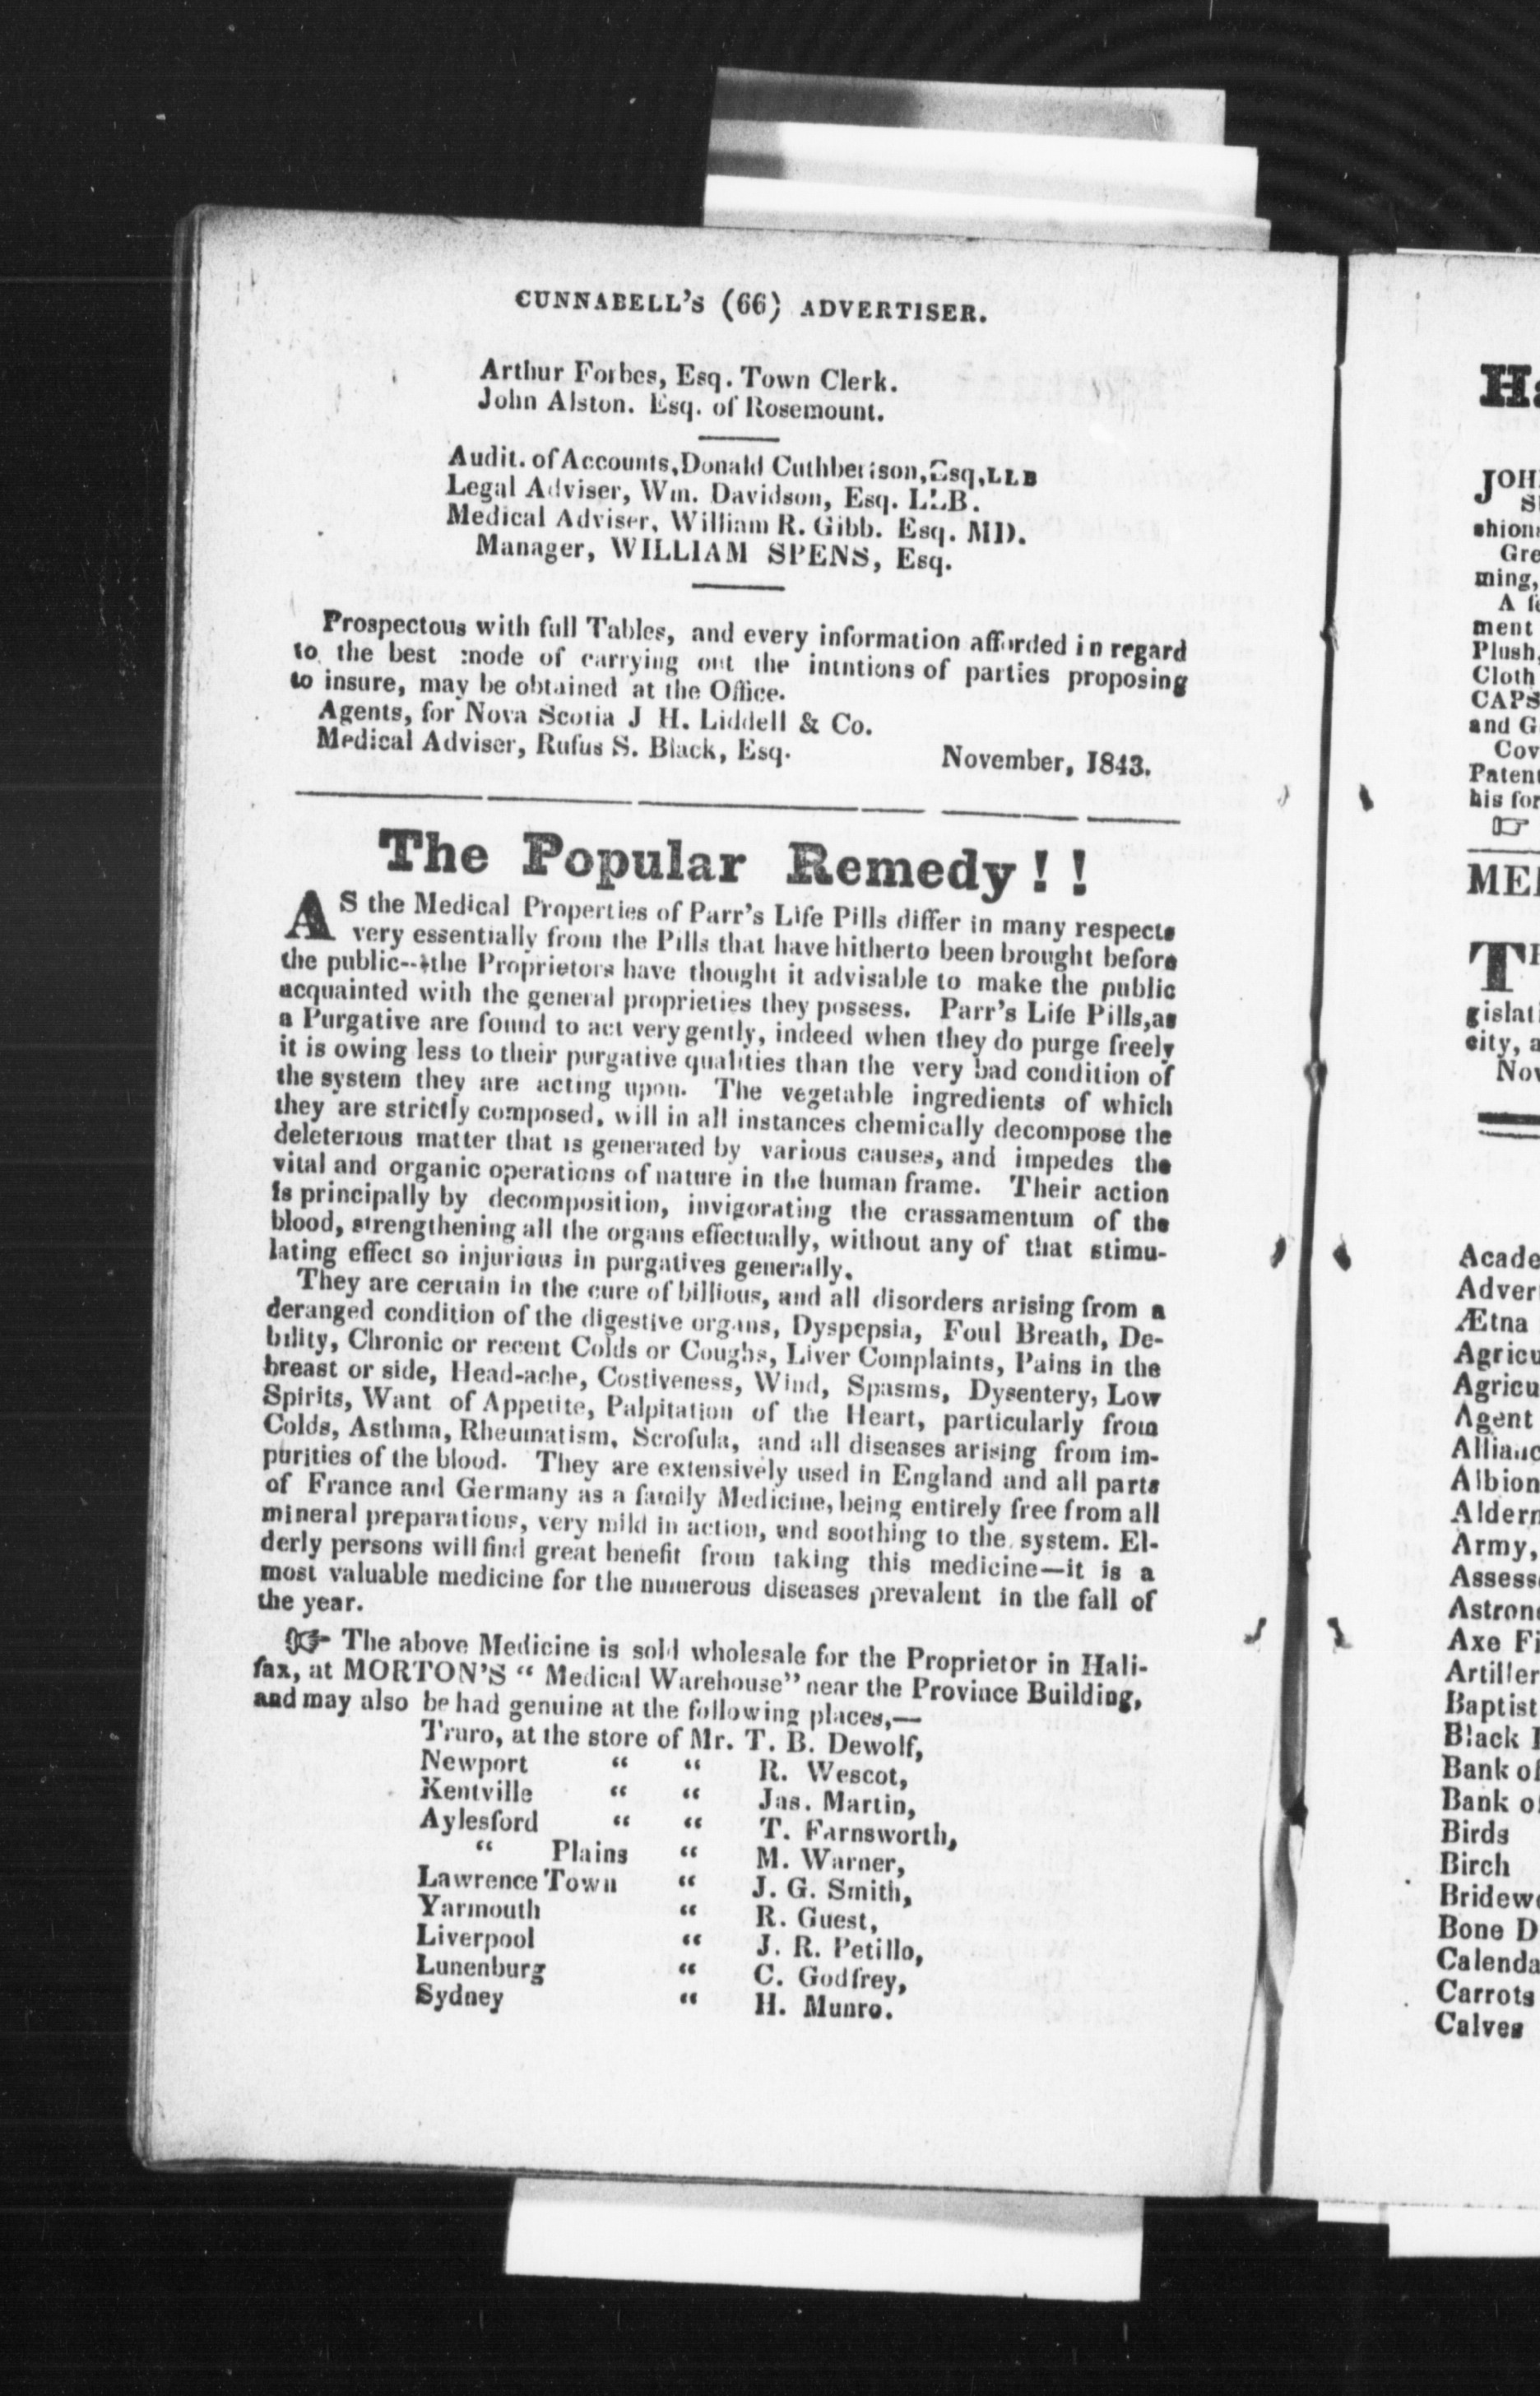 CUNNABELL'S (66) ADVERTISER.
Arthur Forbes, Esq. Town Clerk.
John Alston. Esq. of Rosemount.
Audit. of Accounts, Donald Cuthbertson, Esq, LLB
Legal Adviser, Wm. Davidson, Esq. LLB.
Medical Adviser, William R. Gibb. Esq. MD.
Manager, WILLIAM SPENS, Esq.
Prospectous with full Tables, and every information afforded in regard
to the best mode of carrying out the intntions of parties proposing
to insure, may be obtained at the Office.
Agents, for Nova Scotia J H. Liddell & Co.
Medical Adviser, Rufus S. Black, Esq. November, 1843.
The Popular Remedy!!
AS the Medical Properties of Parr's Life Pills differ in many respects
very essentially from the Pills that have hitherto been brought before
the public--the Proprietors have thought it advisable to make the public
acquainted with the general proprieties they possess. Parr's Life Pills, as
a Purgative are found to act very gently, indeed when they do purge freely
it is owing less to their purgative qualities than the very bad condition of
the system they are acting upon. The vegetable ingredients of which
they are strictly composed, will in all instances chemically decompose the
deleterious matter that is generated by various causes, and impedes the
vital and organic operations of nature in the human frame. Their action
is principally by decomposition, invigorating the crassamentum of the
blood, strengthening all the organs effectually, without any of that stimu-
lating effect so injurious in purgatives generally.
They are certain in the cure of billious, and all disorders arising from a
deranged condition of the digestive organs, Dyspepsia, Foul Breath, De-
bility, Chronic or recent Colds or Coughs, Liver Complaints, Pains in the
breast or side, Head-ache, Costiveness, Wind, Spasms, Dysentery, Low
Spirits, Want of Appetite, Palpitation of the Heart, particularly from
Colds, Asthma, Rheumatism, Scrofula, and all diseases arising from im-
purities of the blood. They are extensively used in England and all parts
of France and Germany as a family Medicine, being entirely free from all
mineral preparations, very mild in action, and soothing to the system. El-
derly persons will find great benefit from taking this medicine—it is a
most valuable medicine for the numerous diseases prevalent in the fall of
the year.
☞ The above Medicine is sold wholesale for the Proprietor in Hali-
fax, at MORTON'S "Medical Warehouse" near the Province Building,
and may also be had genuine at the following places,—
Truro, at the store of Mr. T. B. Dewolf,
Newport " " R. Wescot,
Kentville " " Jas. Martin,
Aylesford " " T. Farnsworth,
" Plains " M. Warner,
Lawrence Town " J. G. Smith,
Yarmouth " R. Guest,
Liverpool " J. R. Petillo,
Lunenburg " C. Godfrey,
Sydney " H. Munro.
JOH
shion
Gre
ming,
ment
Plush,
Cloth
CAPS
and G
Cov
Patent
his for
☞
gislat
city, a
Nov
Acade
Adver
Ætna
Agricu
Agricu
Agent
Allianc
Albion
Alder
Army,
Assess
Astron
Axe Fi
Artiller
Baptist
Black
Bank of
Bank o
Birds
Birch
Bridew
Bone D
Calenda
Carrots
Calves